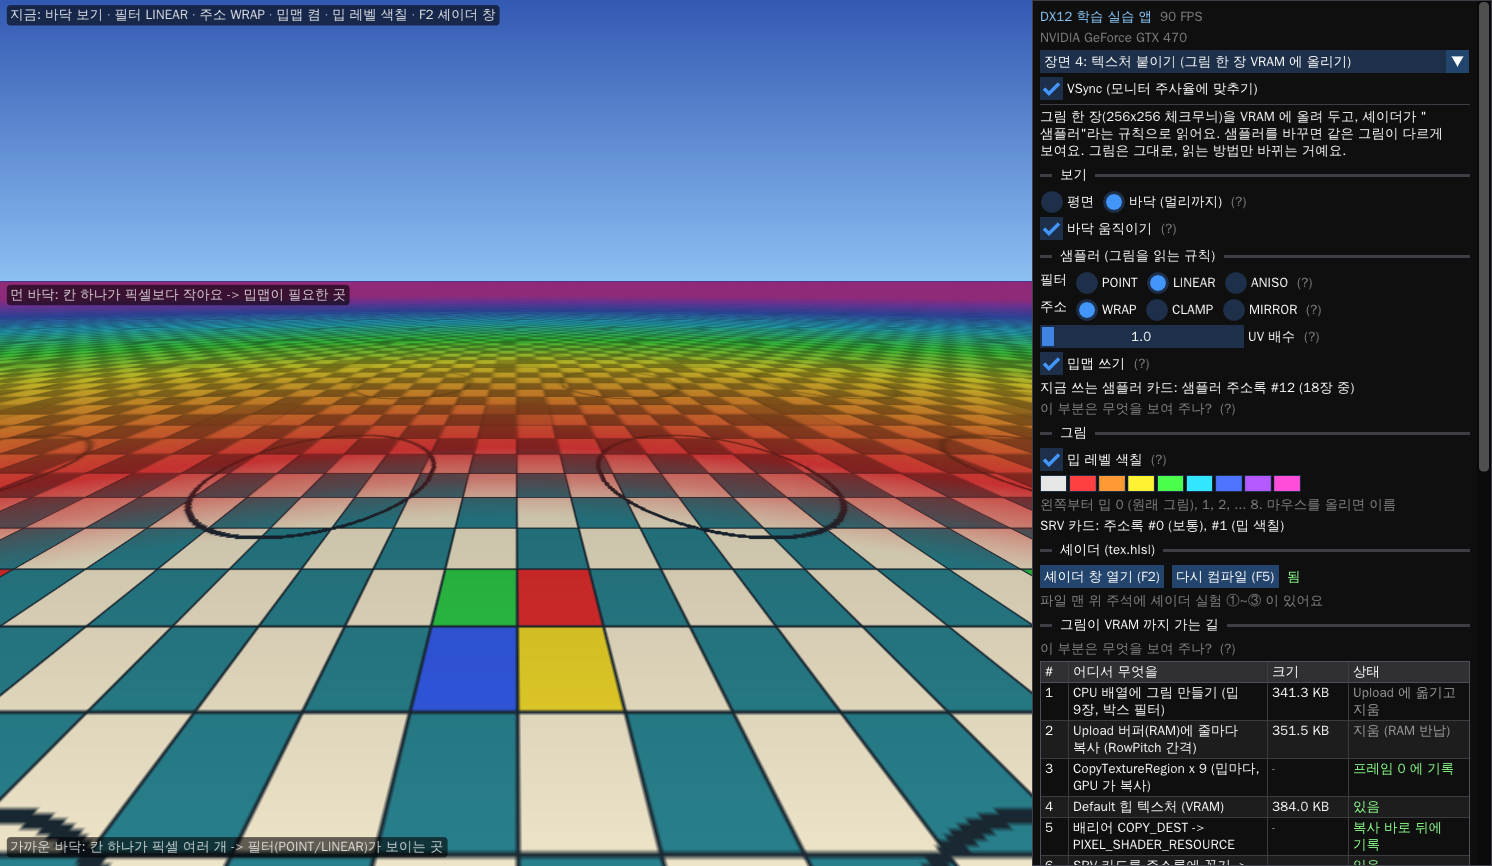 지금: 바닥 보기 · 필터 LINEAR · 주소 WRAP · 밉맵 켬 · 밉 레벨 색칠 · F2 셰이더 창
먼 바닥: 칸 하나가 픽셀보다 작아요 -> 밉맵이 필요한 곳
가까운 바닥: 칸 하나가 픽셀 여러 개 -> 필터(POINT/LINEAR)가 보이는 곳
DX12 학습 실습 앱 90 FPS
NVIDIA GeForce GTX 470
장면 4: 텍스처 붙이기 (그림 한 장 VRAM 에 올리기)
VSync (모니터 주사율에 맞추기)
그림 한 장(256x256 체크무늬)을 VRAM 에 올려 두고, 셰이더가 "
샘플러"라는 규칙으로 읽어요. 샘플러를 바꾸면 같은 그림이 다르게
보여요. 그림은 그대로, 읽는 방법만 바뀌는 거예요.
보기
평면 바닥 (멀리까지) (?)
바닥 움직이기 (?)
샘플러 (그림을 읽는 규칙)
필터 POINT LINEAR ANISO (?)
주소 WRAP CLAMP MIRROR (?)
1.0 UV 배수 (?)
밉맵 쓰기 (?)
지금 쓰는 샘플러 카드: 샘플러 주소록 #12 (18장 중)
이 부분은 무엇을 보여 주나? (?)
그림
밉 레벨 색칠 (?)
왼쪽부터 밉 0 (원래 그림), 1, 2, ... 8. 마우스를 올리면 이름
SRV 카드: 주소록 #0 (보통), #1 (밉 색칠)
셰이더 (tex.hlsl)
셰이더 창 열기 (F2) 다시 컴파일 (F5) 됨
파일 맨 위 주석에 셰이더 실험 ①~③ 이 있어요
그림이 VRAM 까지 가는 길
이 부분은 무엇을 보여 주나? (?)
# 어디서 무엇을 크기 상태
1 CPU 배열에 그림 만들기 (밉 9장, 박스 필터) 341.3 KB Upload 에 옮기고 지움
2 Upload 버퍼(RAM)에 줄마다 복사 (RowPitch 간격) 351.5 KB 지움 (RAM 반납)
3 CopyTextureRegion x 9 (밉마다, GPU 가 복사) - 프레임 0 에 기록
4 Default 힙 텍스처 (VRAM) 384.0 KB 있음
5 배리어 COPY_DEST -> PIXEL_SHADER_RESOURCE - 복사 바로 뒤에 기록